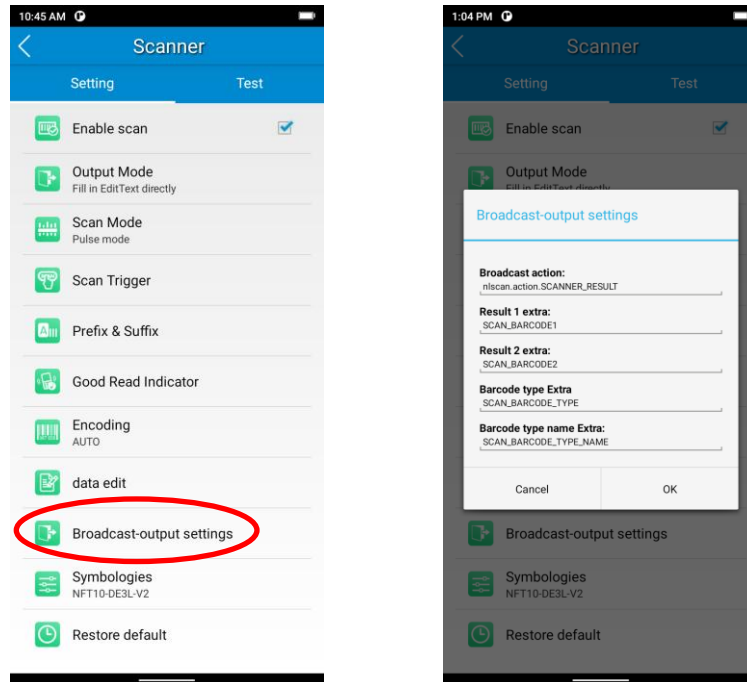 10:45 AM
Scanner
Setting
Test
Enable scan
Output Mode
Fill in EditText directly
Scan Mode
Pulse mode
Scan Trigger
Prefix & Suffix
Good Read Indicator
Encoding
AUTO
data edit
Broadcast-output settings
Symbologies
NFT10-DE3L-V2
Restore default
1:04 PM
Scanner
Setting
Test
Enable scan
Output Mode
Fill in EditText directly
Broadcast-output settings
Broadcast action:
nlscan.action.SCANNER_RESULT
Result 1 extra:
SCAN_BARCODE1
Result 2 extra:
SCAN_BARCODE2
Barcode type Extra
SCAN_BARCODE_TYPE
Barcode type name Extra:
SCAN_BARCODE_TYPE_NAME
Cancel
OK
Broadcast-output settings
Symbologies
NFT10-DE3L-V2
Restore default